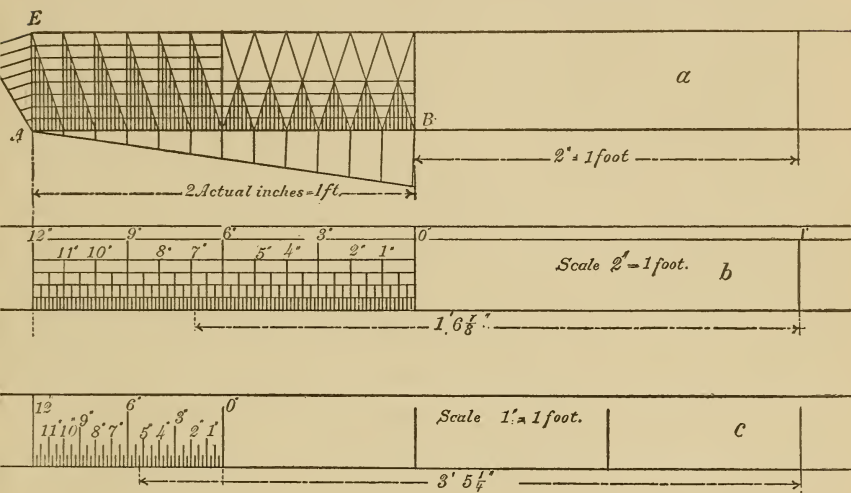 E
a
A
B
2" = 1 foot
2 Actual inches = 1 ft.
12" 9" 6" 3" 0" 1'
11" 10" 8" 7" 5" 4" 2" 1"
Scale 2" = 1 foot. b
1' 6 7/8"
12" 6" 0"
9" 3"
11" 10" 8" 7" 5" 4" 2" 1"
Scale 1" = 1 foot. c
3' 5 1/4"